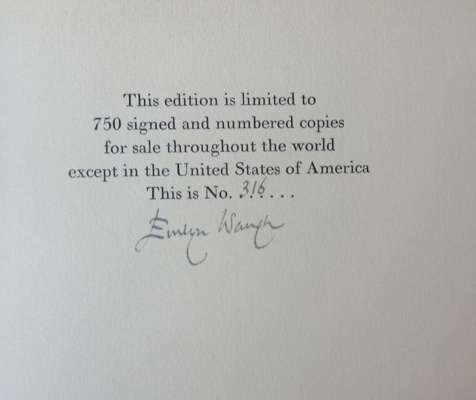 This edition is limited to
750 signed and numbered copies
for sale throughout the world
except in the United States of America
This is No. 316...
Evelyn Waugh